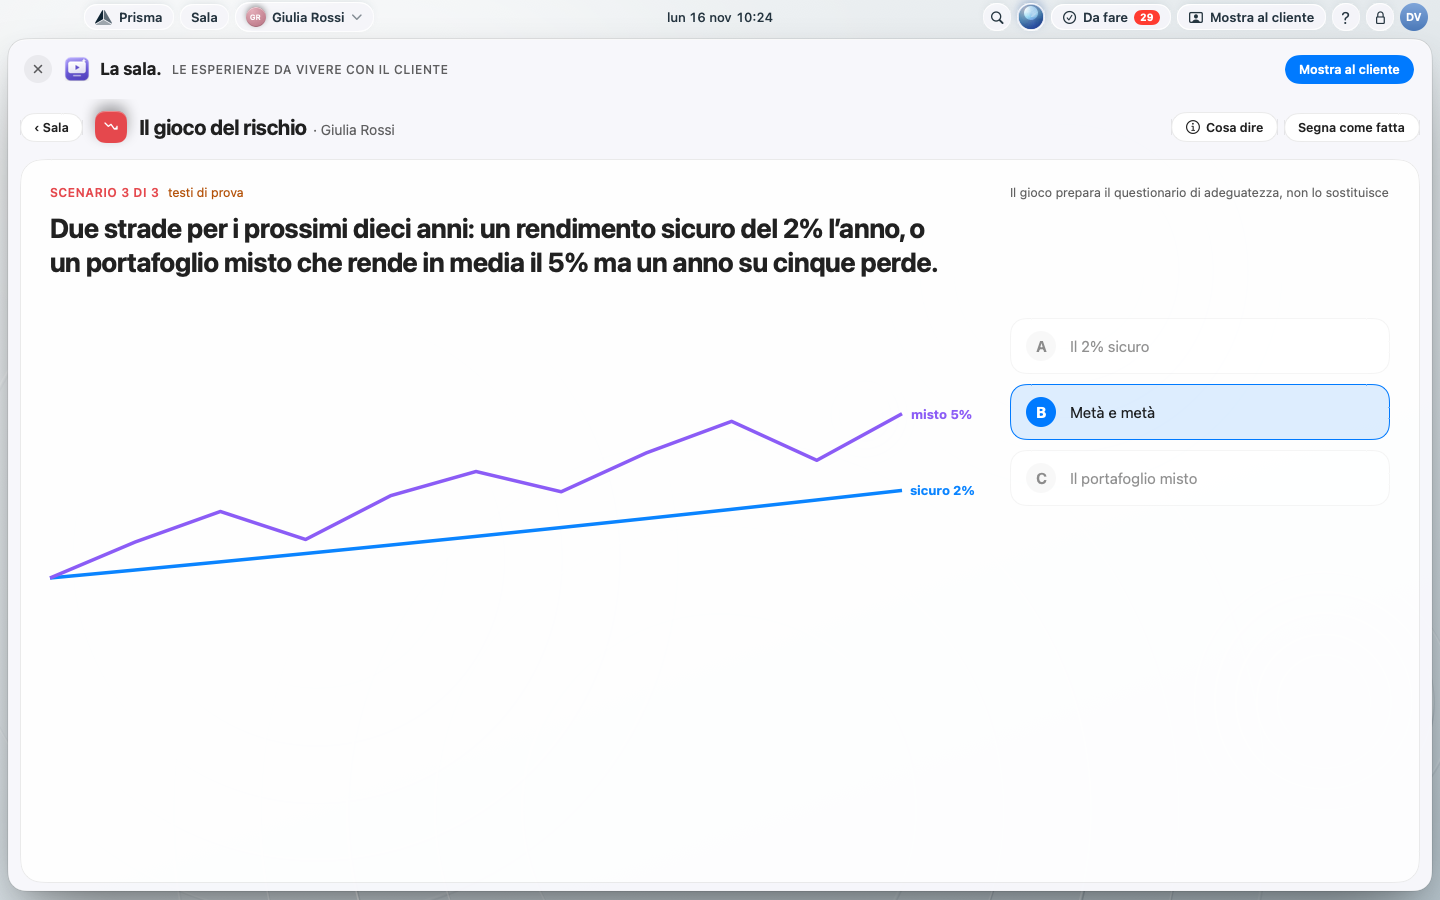 Prisma
Sala
GR Giulia Rossi
lun 16 nov 10:24
Da fare 29
Mostra al cliente
?
DV
La sala. LE ESPERIENZE DA VIVERE CON IL CLIENTE
Mostra al cliente
‹ Sala
Il gioco del rischio · Giulia Rossi
Cosa dire
Segna come fatta
SCENARIO 3 DI 3 testi di prova
Il gioco prepara il questionario di adeguatezza, non lo sostituisce
Due strade per i prossimi dieci anni: un rendimento sicuro del 2% l’anno, o
un portafoglio misto che rende in media il 5% ma un anno su cinque perde.
misto 5%
sicuro 2%
A Il 2% sicuro
B Metà e metà
C Il portafoglio misto